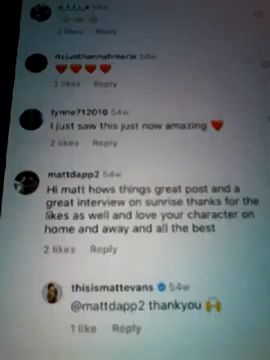 54w
2 likes Reply
itsjusthannahmarie 54w
❤️❤️❤️❤️
2 likes Reply
lynne712010 54w
I just saw this just now amazing ❤️
2 likes Reply
mattdapp2 54w
Hi matt hows things great post and a
great interview on sunrise thanks for the
likes as well and love your character on
home and away and all the best
2 likes Reply
thisismattevans 54w
@mattdapp2 thankyou 🙌
1 like Reply